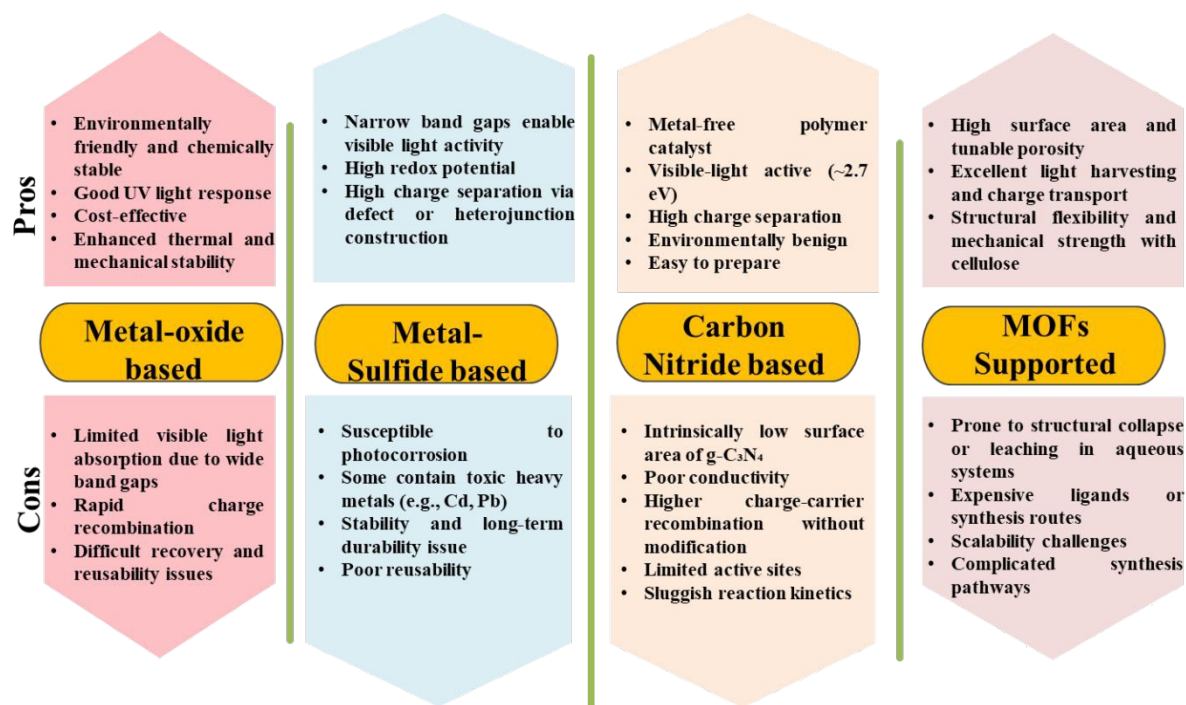 Pros
• Environmentally
friendly and chemically
stable
• Good UV light response
• Cost-effective
• Enhanced thermal and
mechanical stability
• Narrow band gaps enable
visible light activity
• High redox potential
• High charge separation via
defect or heterojunction
construction
• Metal-free polymer
catalyst
• Visible-light active (~2.7
eV)
• High charge separation
• Environmentally benign
• Easy to prepare
• High surface area and
tunable porosity
• Excellent light harvesting
and charge transport
• Structural flexibility and
mechanical strength with
cellulose
Metal-oxide
based
Metal-
Sulfide based
Carbon
Nitride based
MOFs
Supported
Cons
• Limited visible light
absorption due to wide
band gaps
• Rapid charge
recombination
• Difficult recovery and
reusability issues
• Susceptible to
photocorrosion
• Some contain toxic heavy
metals (e.g., Cd, Pb)
• Stability and long-term
durability issue
• Poor reusability
• Intrinsically low surface
area of g-C₃N₄
• Poor conductivity
• Higher charge-carrier
recombination without
modification
• Limited active sites
• Sluggish reaction kinetics
• Prone to structural collapse
or leaching in aqueous
systems
• Expensive ligands or
synthesis routes
• Scalability challenges
• Complicated synthesis
pathways